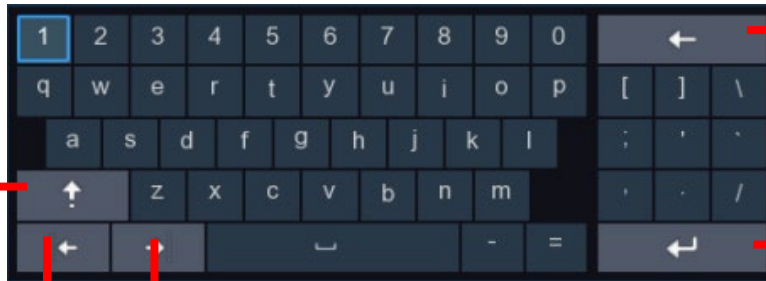 1 2 3 4 5 6 7 8 9 0 ←
q w e r t y u i o p [ ] \
a s d f g h j k l ; ' `
z x c v b n m , . /
← → - =